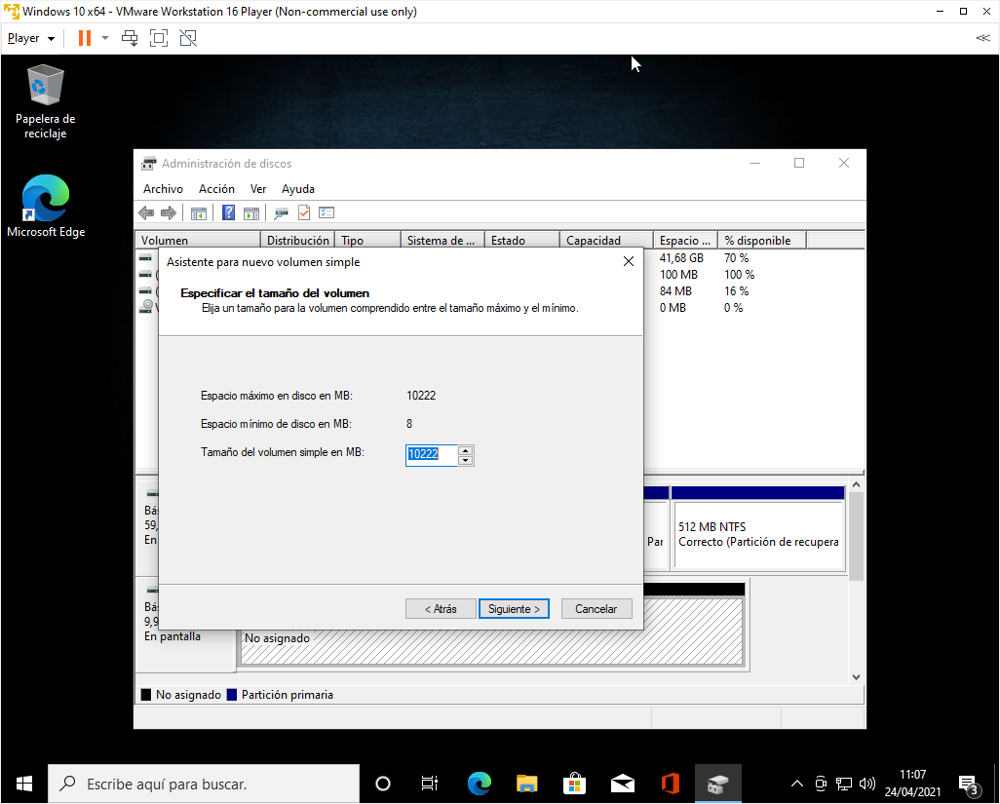 Windows 10 x64 - VMware Workstation 16 Player (Non-commercial use only)
Player
Papelera de
reciclaje
Microsoft Edge
Administración de discos
Archivo Acción Ver Ayuda
Volumen Distribución Tipo Sistema de ... Estado Capacidad Espacio ... % disponible
41,68 GB 70 %
100 MB 100 %
84 MB 16 %
0 MB 0 %
Asistente para nuevo volumen simple
Especificar el tamaño del volumen
Elija un tamaño para la volumen comprendido entre el tamaño máximo y el mínimo.
Espacio máximo en disco en MB: 10222
Espacio mínimo de disco en MB: 8
Tamaño del volumen simple en MB: 10222
< Atrás Siguiente > Cancelar
Bás
59,
En
Par
512 MB NTFS
Correcto (Partición de recupera
Bás
9,9
En pantalla
No asignado
No asignado Partición primaria
Escribe aquí para buscar.
11:07
24/04/2021
3